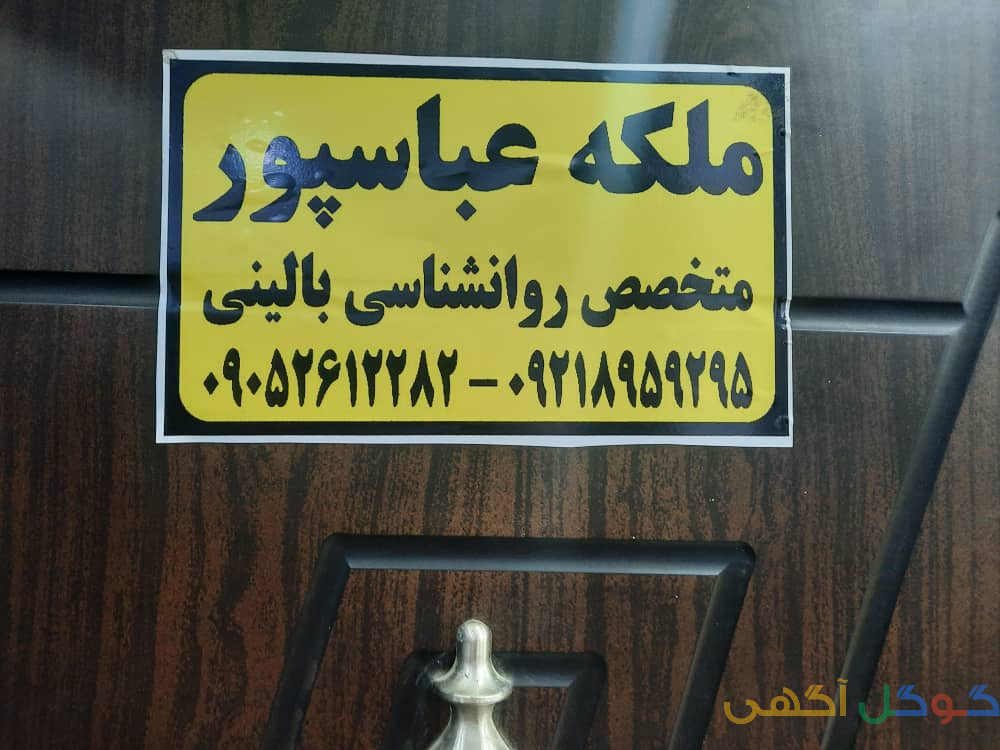 ملکه عباسپور
متخصص روانشناسی بالینی
۰۹۲۱۸۹۵۹۲۹۵ – ۰۹۰۵۲۶۱۲۲۸۲
گوگل آگهی